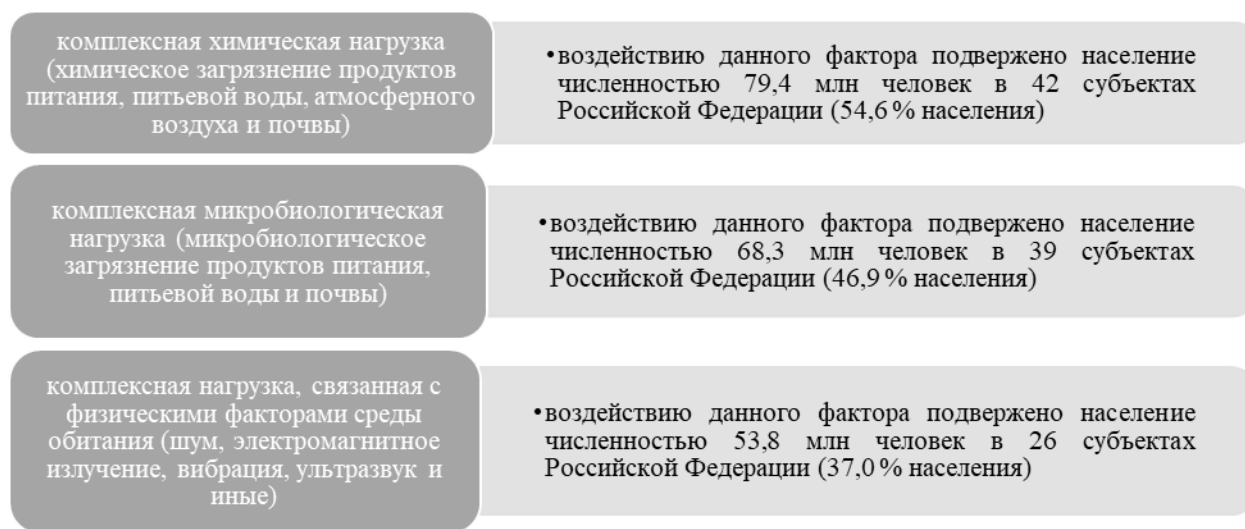 комплексная химическая нагрузка
(химическое загрязнение продуктов
питания, питьевой воды, атмосферного
воздуха и почвы)
•воздействию данного фактора подвержено население
численностью 79,4 млн человек в 42 субъектах
Российской Федерации (54,6 % населения)
комплексная микробиологическая
нагрузка (микробиологическое
загрязнение продуктов питания,
питьевой воды и почвы)
•воздействию данного фактора подвержено население
численностью 68,3 млн человек в 39 субъектах
Российской Федерации (46,9 % населения)
комплексная нагрузка, связанная с
физическими факторами среды
обитания (шум, электромагнитное
излучение, вибрация, ультразвук и
иные)
•воздействию данного фактора подвержено население
численностью 53,8 млн человек в 26 субъектах
Российской Федерации (37,0 % населения)